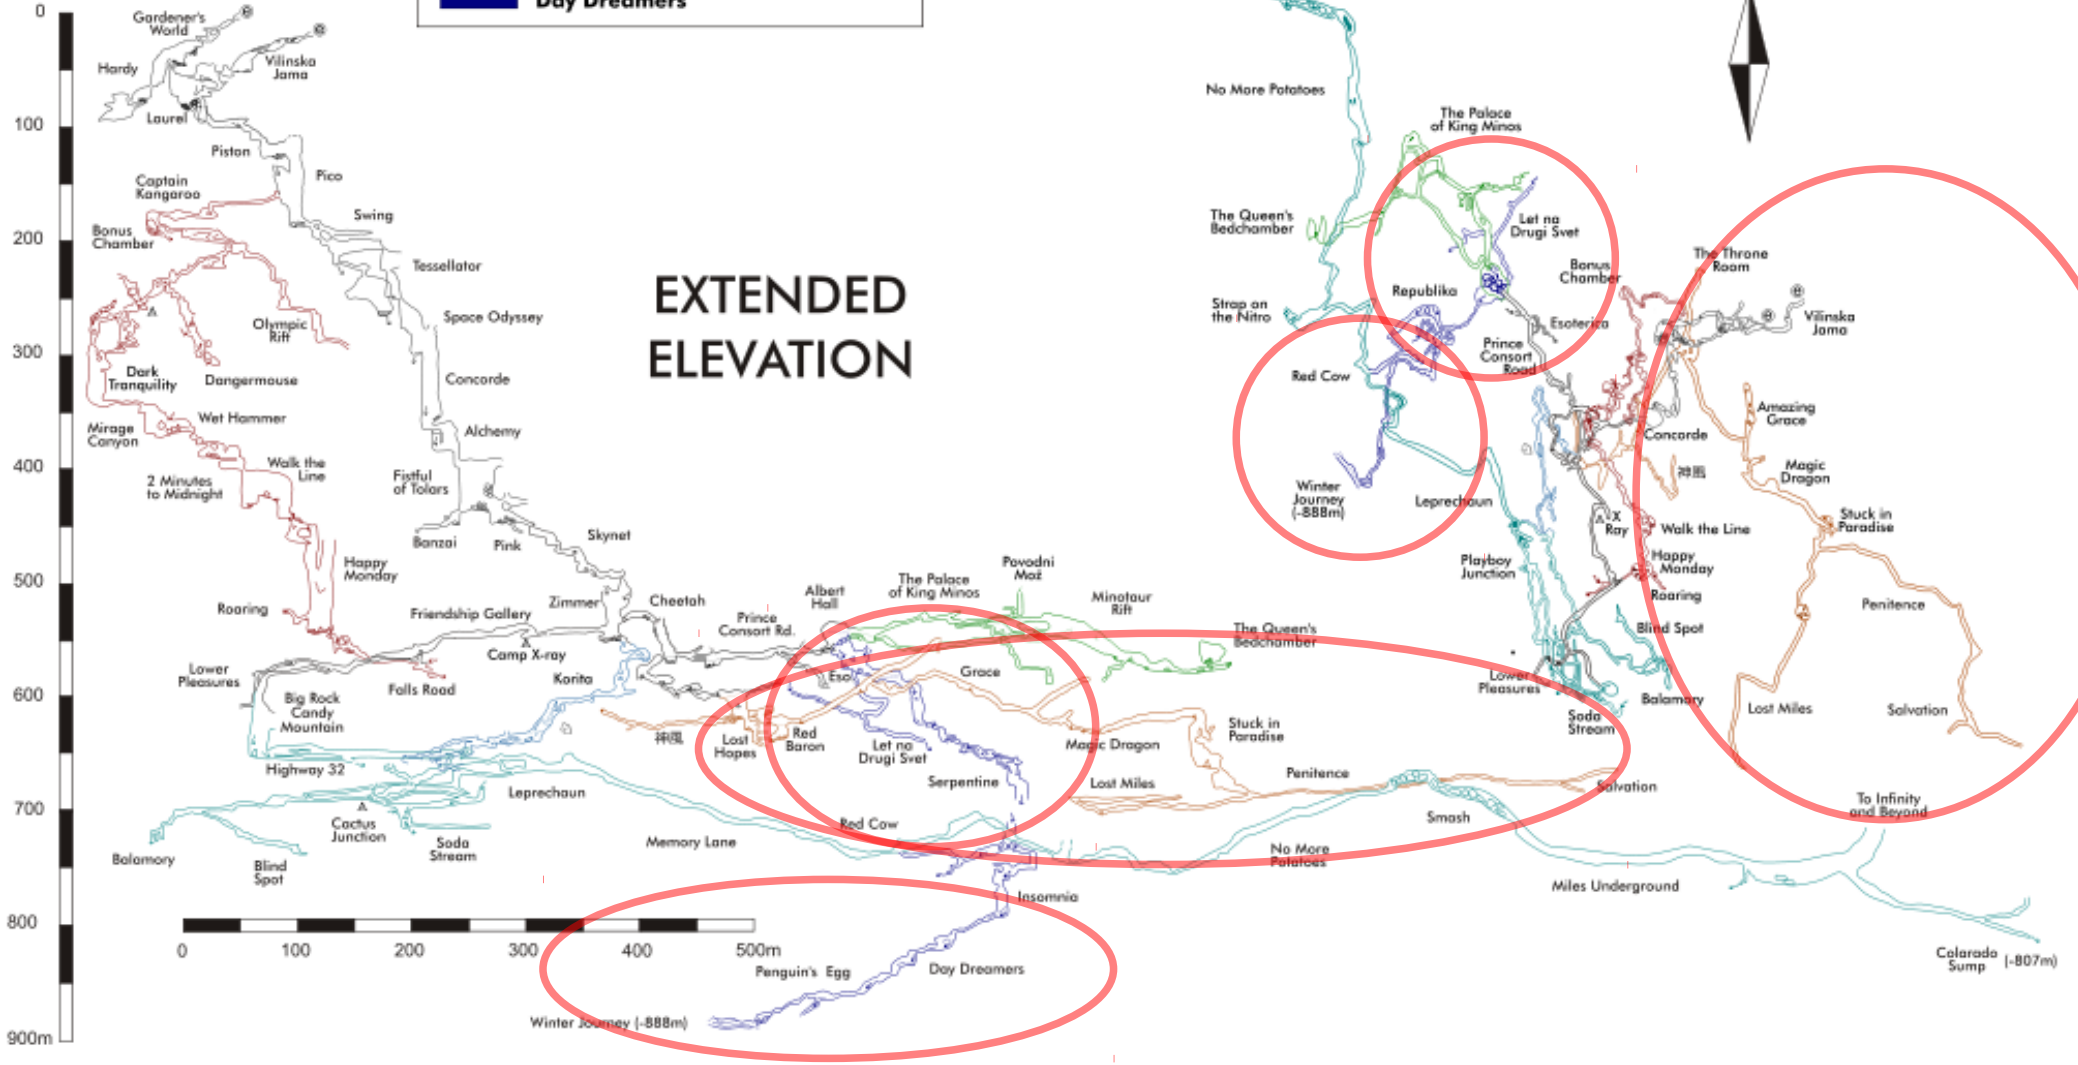 Day Dreamers
0
100
200
300
400
500
600
700
800
900m
Gardener's
World
Hardy
Vilinska
Jama
Laurel
Piston
Pico
Captain
Kangaroo
Swing
Bonus
Chamber
Tessellator
Space Odyssey
Olympic
Rift
Dark
Tranquility
Dangermouse
Concorde
Wet Hammer
Mirage
Canyon
Alchemy
Walk the
Line
2 Minutes
to Midnight
Fistful
of Tolars
Banzai
Pink
Skynet
Happy
Monday
Roaring
Friendship Gallery
Zimmer
Cheetah
Camp X-ray
Lower
Pleasures
Falls Road
Korita
Big Rock
Candy
Mountain
Highway 32
Leprechaun
Cactus
Junction
Soda
Stream
Balamory
Blind
Spot
EXTENDED
ELEVATION
Prince
Consort Rd.
Albert
Hall
The Palace
of King Minos
Povodni
Mož
Minotaur
Rift
The Queen's
Bedchamber
Eso
Grace
神風
Lost
Hopes
Red
Baron
Let na
Drugi Svet
Serpentine
Magic Dragon
Stuck in
Paradise
Lost Miles
Penitence
Salvation
Red Cow
Memory Lane
Smash
No More
Potatoes
Miles Underground
To Infinity
and Beyond
Colarado
Sump (-807m)
Insomnia
Day Dreamers
Penguin's Egg
Winter Journey (-888m)
0
100
200
300
400
500m
No More Potatoes
The Palace
of King Minos
The Queen's
Bedchamber
Let na
Drugi Svet
Strap on
the Nitro
Republika
Bonus
Chamber
The Throne
Room
Vilinska
Jama
Esoterica
Prince
Consort
Road
Red Cow
Winter
Journey
(-888m)
Leprechaun
Concorde
神風
Amazing
Grace
Magic
Dragon
Stuck in
Paradise
X
Ray
Walk the Line
Happy
Monday
Roaring
Playboy
Junction
Blind Spot
Penitence
Lower
Pleasures
Balamory
Soda
Stream
Lost Miles
Salvation